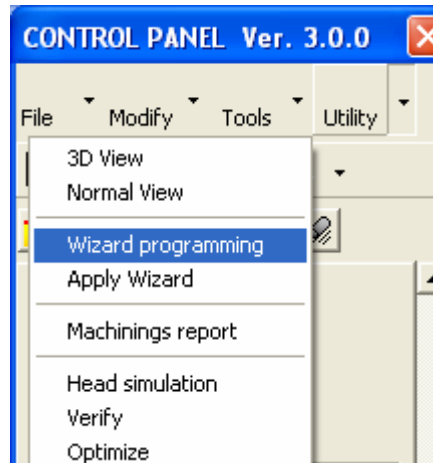 CONTROL PANEL Ver. 3.0.0
File Modify Tools Utility
3D View
Normal View
Wizard programming
Apply Wizard
Machinings report
Head simulation
Verify
Optimize